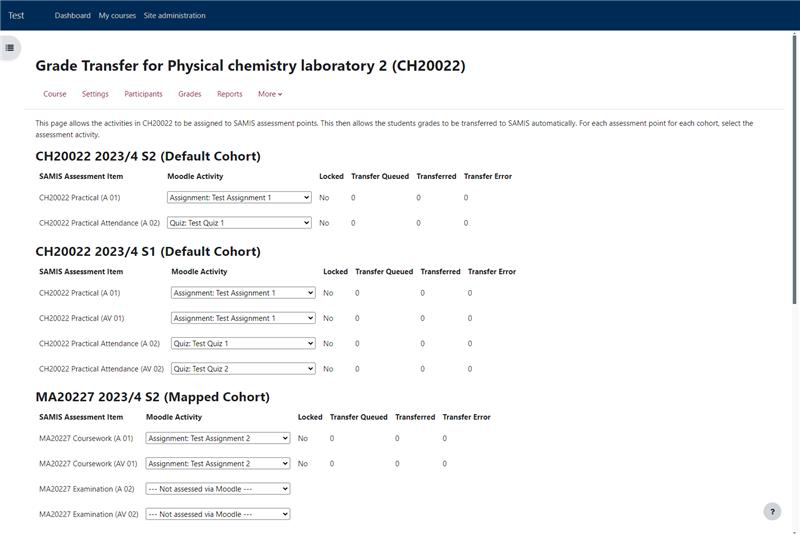 Test Dashboard My courses Site administration
Grade Transfer for Physical chemistry laboratory 2 (CH20022)
Course Settings Participants Grades Reports More
This page allows the activities in CH20022 to be assigned to SAMIS assessment points. This then allows the students grades to be transferred to SAMIS automatically. For each assessment point for each cohort, select the
assessment activity.
CH20022 2023/4 S2 (Default Cohort)
SAMIS Assessment Item Moodle Activity Locked Transfer Queued Transferred Transfer Error
CH20022 Practical (A 01) Assignment: Test Assignment 1 No 0 0 0
CH20022 Practical Attendance (A 02) Quiz: Test Quiz 1 No 0 0 0
CH20022 2023/4 S1 (Default Cohort)
SAMIS Assessment Item Moodle Activity Locked Transfer Queued Transferred Transfer Error
CH20022 Practical (A 01) Assignment: Test Assignment 1 No 0 0 0
CH20022 Practical (AV 01) Assignment: Test Assignment 1 No 0 0 0
CH20022 Practical Attendance (A 02) Quiz: Test Quiz 1 No 0 0 0
CH20022 Practical Attendance (AV 02) Quiz: Test Quiz 2 No 0 0 0
MA20227 2023/4 S2 (Mapped Cohort)
SAMIS Assessment Item Moodle Activity Locked Transfer Queued Transferred Transfer Error
MA20227 Coursework (A 01) Assignment: Test Assignment 2 No 0 0 0
MA20227 Coursework (AV 01) Assignment: Test Assignment 2 No 0 0 0
MA20227 Examination (A 02) --- Not assessed via Moodle ---
MA20227 Examination (AV 02) --- Not assessed via Moodle ---
?